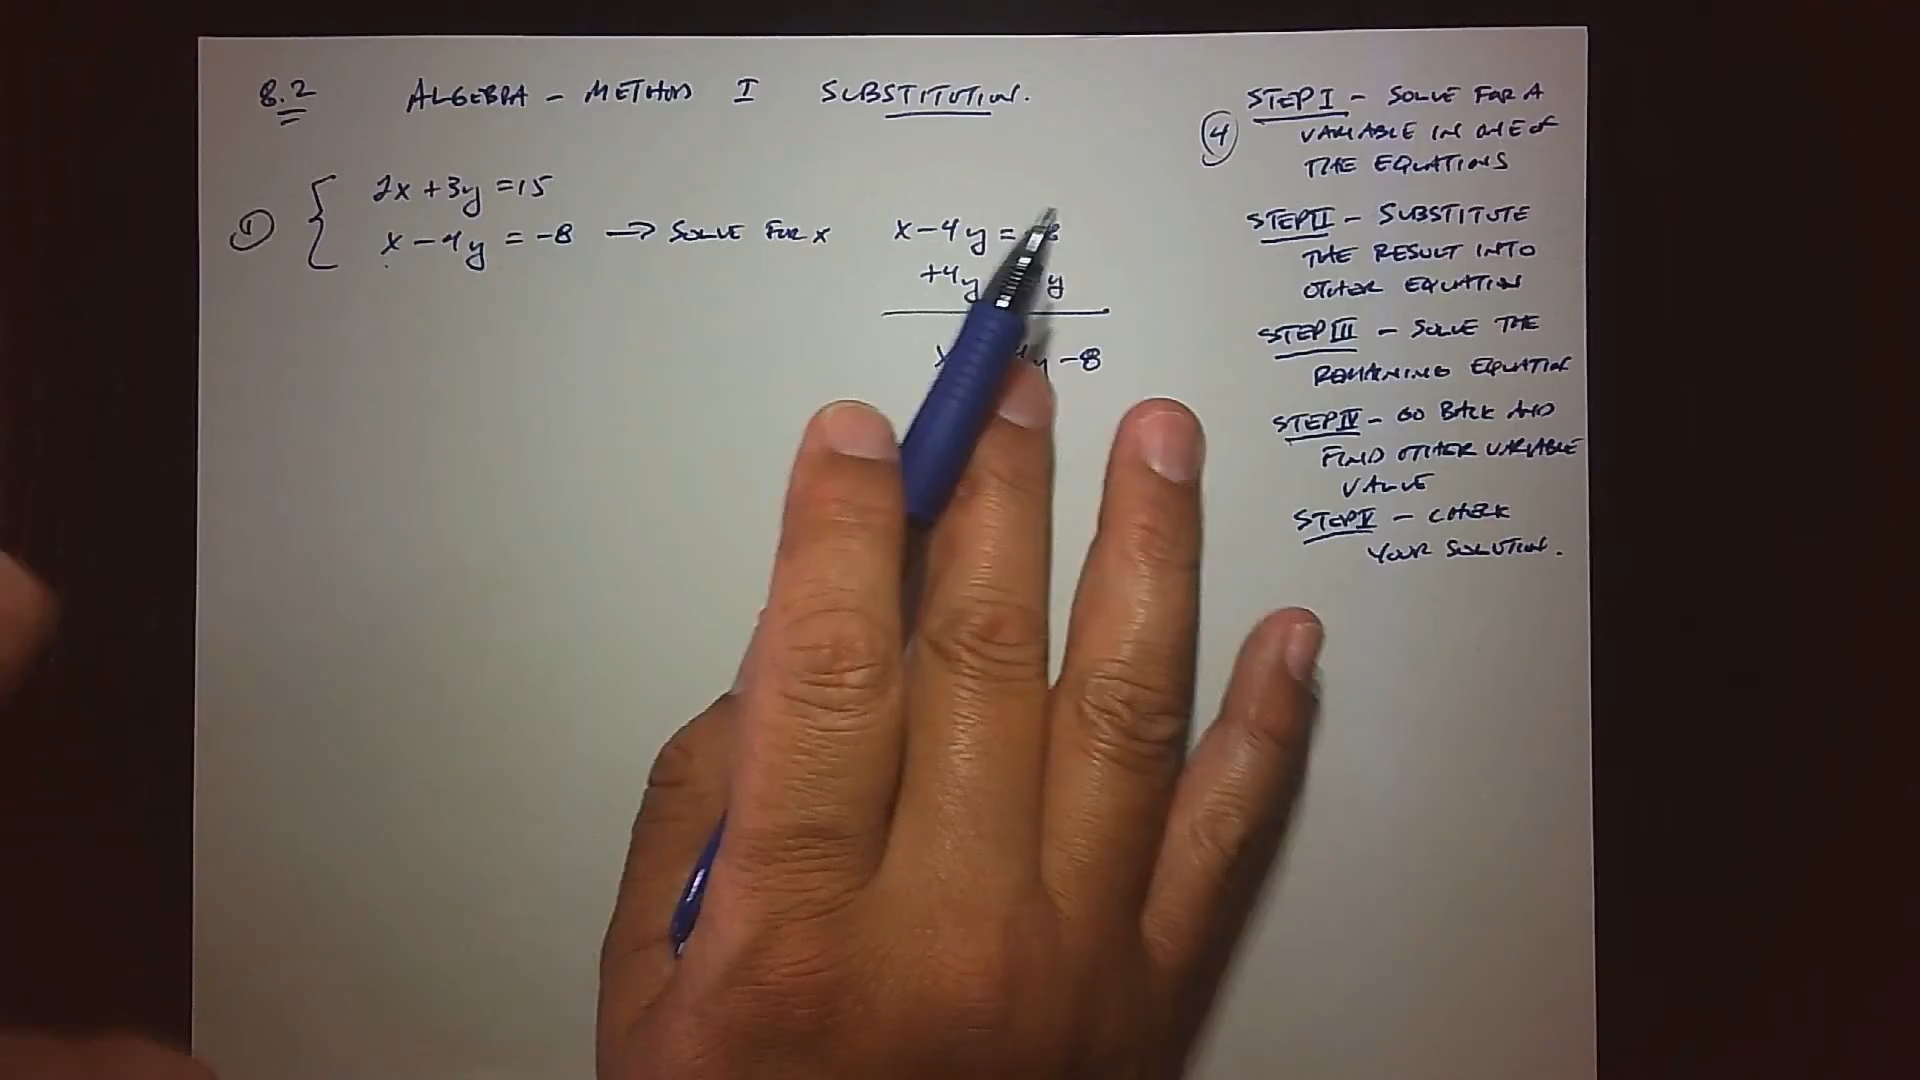 8.2 ALGEBRA - METHOD I SUBSTITUTION.
① { 2x + 3y = 15
x - 4y = -8 → SOLVE FOR x
x - 4y = 8
+4y y
x y - 8
④ STEP I - SOLVE FOR A
VARIABLE IN ONE OF
THE EQUATIONS
STEP II - SUBSTITUTE
THE RESULT INTO
OTHER EQUATION
STEP III - SOLVE THE
REMAINING EQUATION
STEP IV - GO BACK AND
FIND OTHER VARIABLE
VALUE
STEP V - CHECK
YOUR SOLUTION.